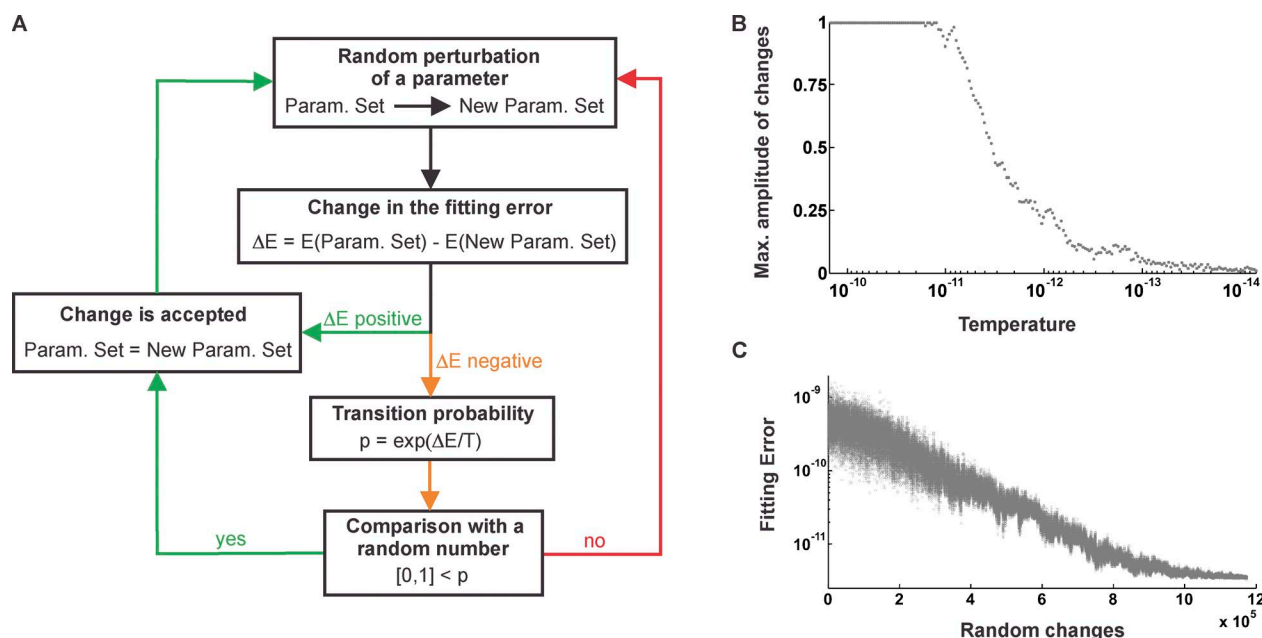 A
Random perturbation
of a parameter
Param. Set New Param. Set
Change in the fitting error
ΔE = E(Param. Set) - E(New Param. Set)
Change is accepted
Param. Set = New Param. Set
ΔE positive
ΔE negative
Transition probability
p = exp(ΔE/T)
Comparison with a
random number
[0,1] < p
yes
no
B
Max. amplitude of changes
1
0.75
0.5
0.25
0
10^-10 10^-11 10^-12 10^-13 10^-14
Temperature
C
Fitting Error
10^-9
10^-10
10^-11
0 2 4 6 8 10 12
x 10^5
Random changes